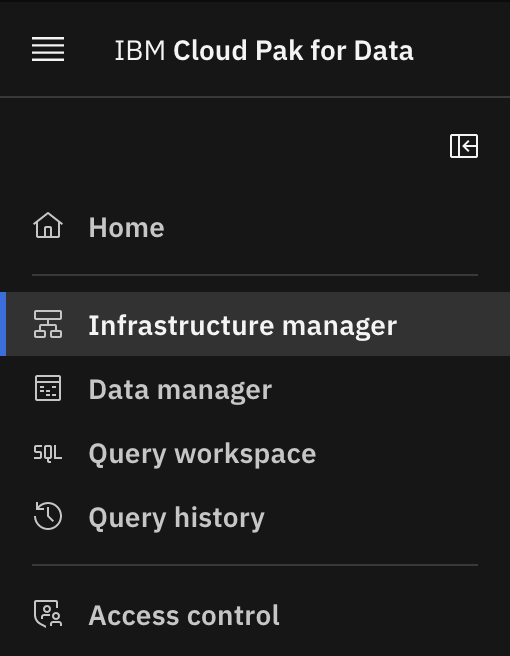 IBM Cloud Pak for Data
Home
Infrastructure manager
Data manager
SQL Query workspace
Query history
Access control